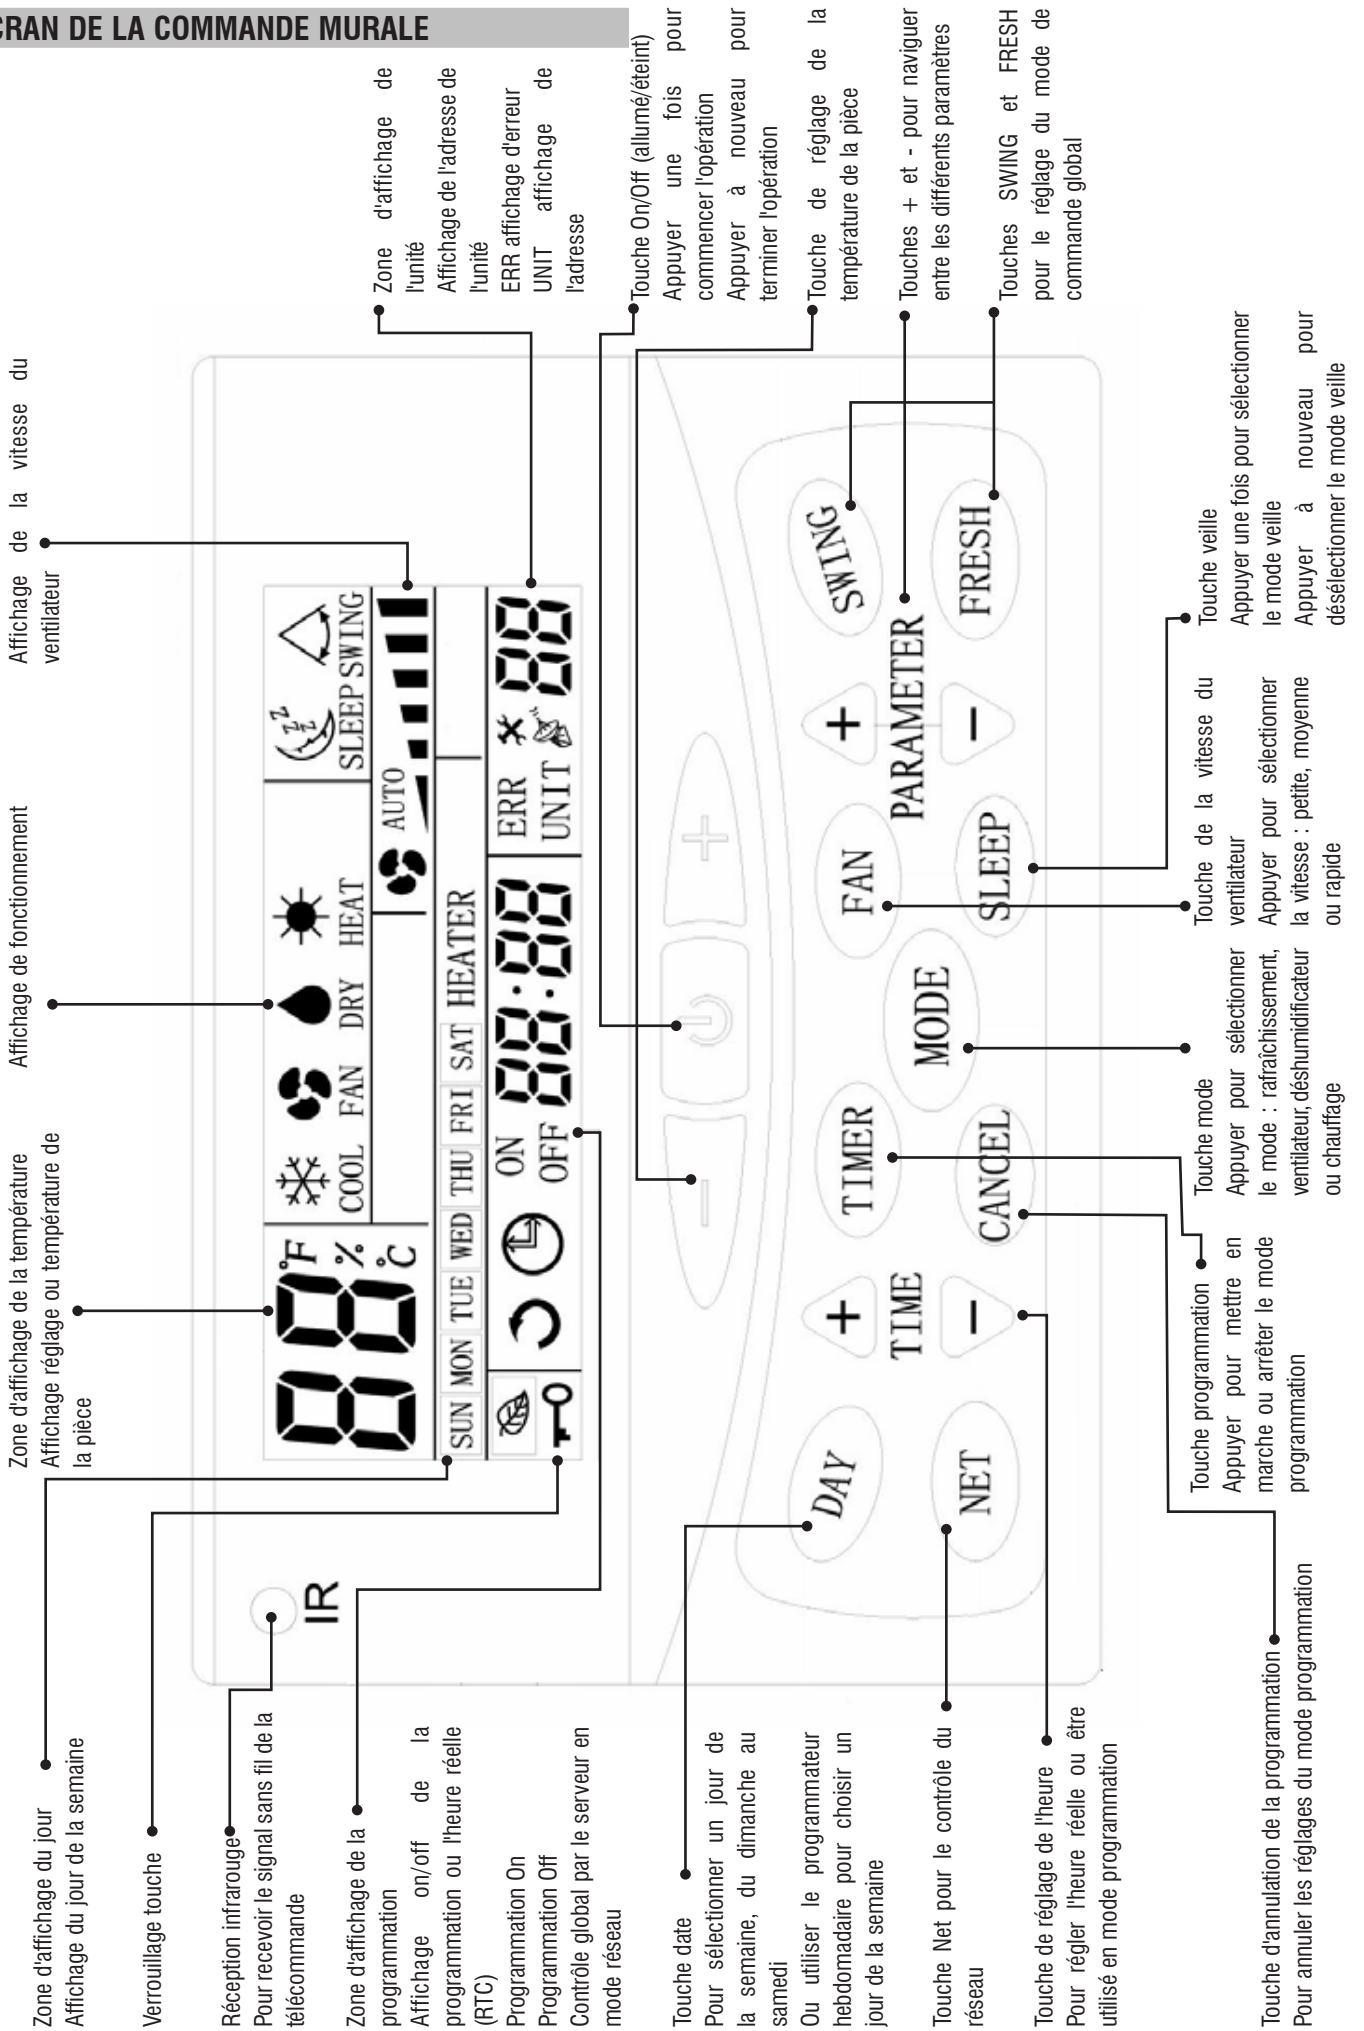 CRAN DE LA COMMANDE MURALE
Zone d'affichage du jour
Affichage du jour de la semaine
Verrouillage touche
Réception infrarouge
Pour recevoir le signal sans fil de la
télécommande
Zone d'affichage de la
programmation
Affichage on/off de la
programmation ou l'heure réelle
(RTC)
Programmation On
Programmation Off
Contrôle global par le serveur en
mode réseau
Touche date
Pour sélectionner un jour de
la semaine, du dimanche au
samedi
Ou utiliser le programmateur
hebdomadaire pour choisir un
jour de la semaine
Touche Net pour le contrôle du
réseau
Touche de réglage de l'heure
Pour régler l'heure réelle ou être
utilisé en mode programmation
Touche d'annulation de la programmation
Pour annuler les réglages du mode programmation
Zone d'affichage de la température
Affichage réglage ou température de
la pièce
Affichage de fonctionnement
Affichage de la vitesse du
ventilateur
Zone d'affichage de
l'unité
Affichage de l'adresse de
l'unité
ERR affichage d'erreur
UNIT affichage de
l'adresse
Touche On/Off (allumé/éteint)
Appuyer une fois pour
commencer l'opération
Appuyer à nouveau pour
terminer l'opération
Touche de réglage de la
température de la pièce
Touches + et - pour naviguer
entre les différents paramètres
Touches SWING et FRESH
pour le réglage du mode de
commande global
IR
88 °F
%
°C
COOL FAN DRY HEAT
SLEEP SWING
zZZ
AUTO
SUN MON TUE WED THU FRI SAT HEATER
ON
OFF
88:88
ERR
UNIT
88
- +
DAY
NET
+
TIME
-
TIMER
CANCEL
MODE
FAN
SLEEP
+
PARAMETER
-
SWING
FRESH
Touche programmation
Appuyer pour mettre en
marche ou arrêter le mode
programmation
Touche mode
Appuyer pour sélectionner
le mode : rafraîchissement,
ventilateur, déshumidificateur
ou chauffage
Touche de la vitesse du
ventilateur
Appuyer pour sélectionner
la vitesse : petite, moyenne
ou rapide
Touche veille
Appuyer une fois pour sélectionner
le mode veille
Appuyer à nouveau pour
désélectionner le mode veille